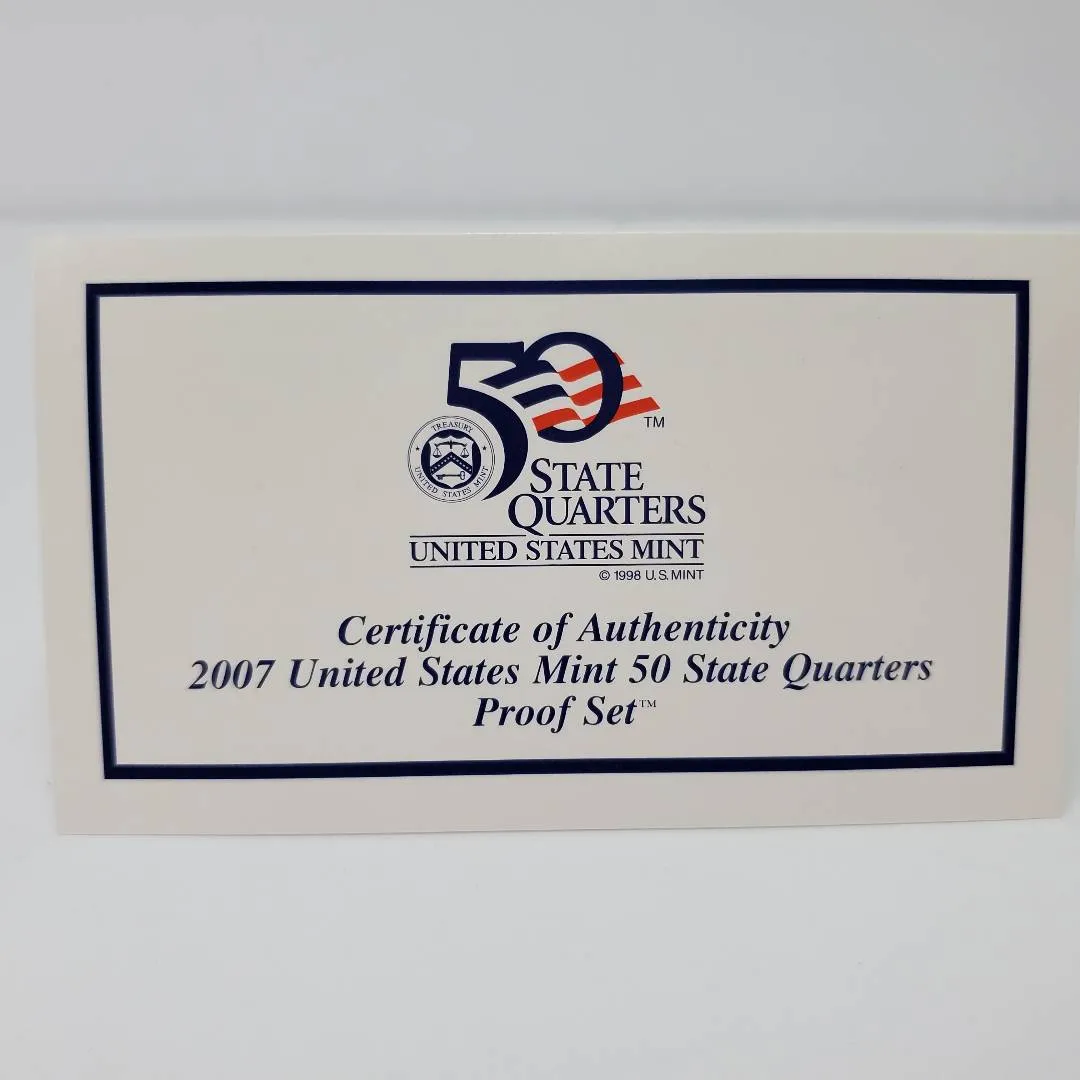 50
TM
TREASURY
UNITED STATES MINT
STATE
QUARTERS
UNITED STATES MINT
© 1998 U.S. MINT
Certificate of Authenticity
2007 United States Mint 50 State Quarters
Proof Set™